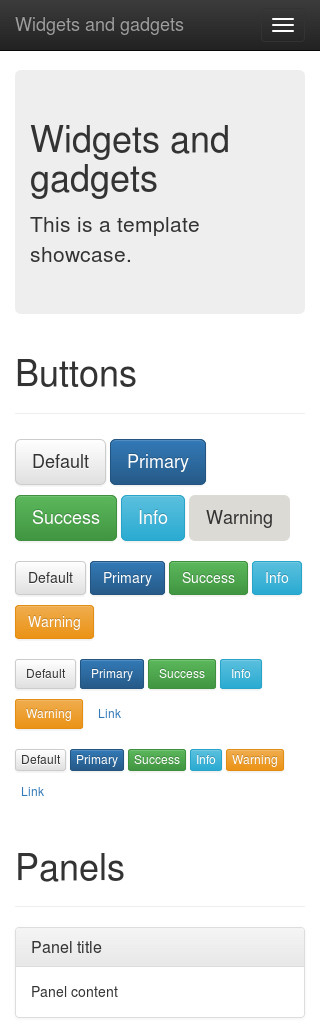 Widgets and gadgets
Widgets and
gadgets
This is a template
showcase.
Buttons
Default Primary
Success Info Warning
Default Primary Success Info
Warning
Default Primary Success Info
Warning Link
Default Primary Success Info Warning
Link
Panels
Panel title
Panel content